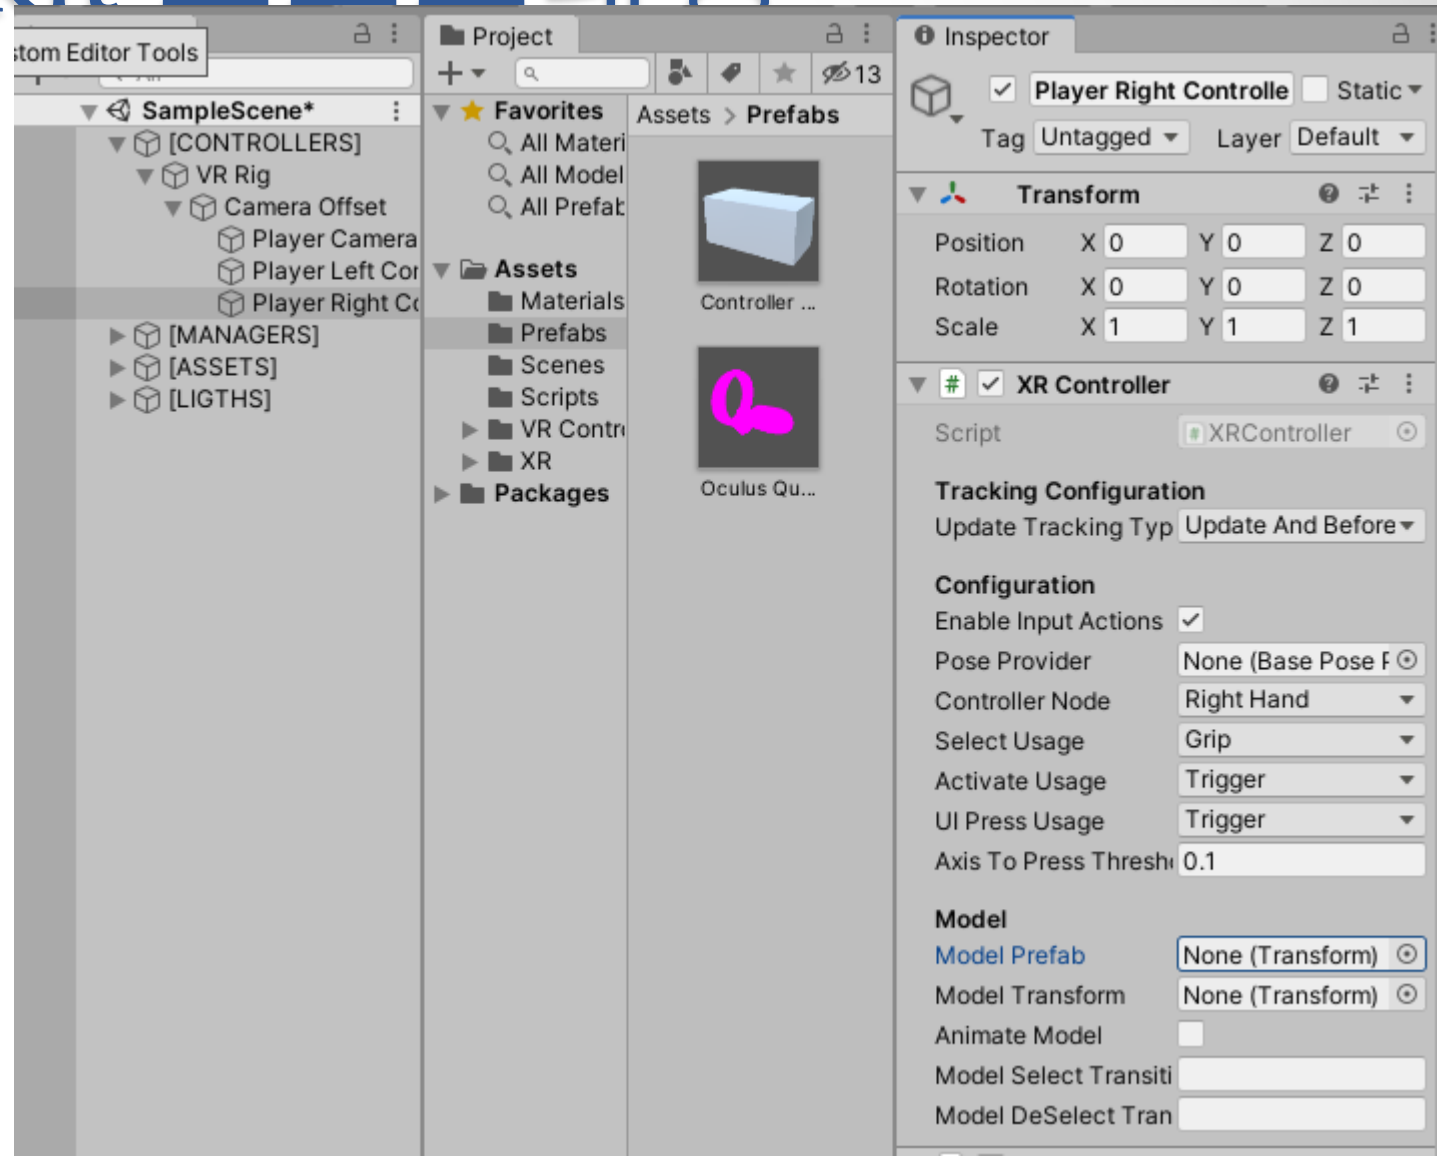 stom Editor Tools
SampleScene*
[CONTROLLERS]
VR Rig
Camera Offset
Player Camera
Player Left Cor
Player Right Co
[MANAGERS]
[ASSETS]
[LIGTHS]
Project
13
Favorites
All Materi
All Model
All Prefab
Assets
Materials
Prefabs
Scenes
Scripts
VR Contr
XR
Packages
Assets > Prefabs
Controller ...
Oculus Qu...
Inspector
Player Right Controlle Static
Tag Untagged Layer Default
Transform
Position X 0 Y 0 Z 0
Rotation X 0 Y 0 Z 0
Scale X 1 Y 1 Z 1
# XR Controller
Script # XRController
Tracking Configuration
Update Tracking Typ Update And Before
Configuration
Enable Input Actions
Pose Provider None (Base Pose P
Controller Node Right Hand
Select Usage Grip
Activate Usage Trigger
UI Press Usage Trigger
Axis To Press Thresh 0.1
Model
Model Prefab None (Transform)
Model Transform None (Transform)
Animate Model
Model Select Transiti
Model DeSelect Tran